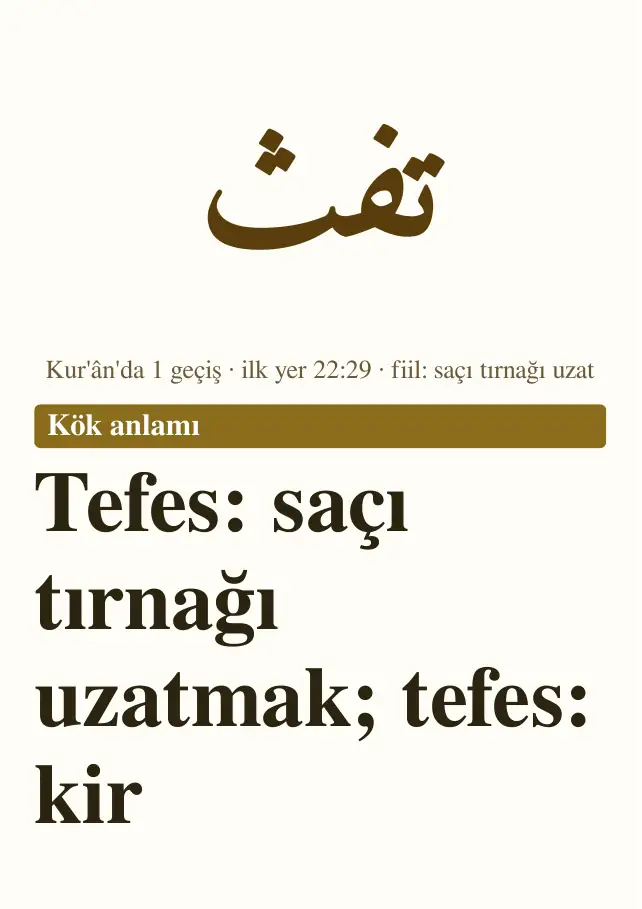 تفث
Kur'ân'da 1 geçiş · ilk yer 22:29 · fiil: saçı tırnağı uzat
Kök anlamı
Tefes: saçı
tırnağı
uzatmak; tefes:
kir